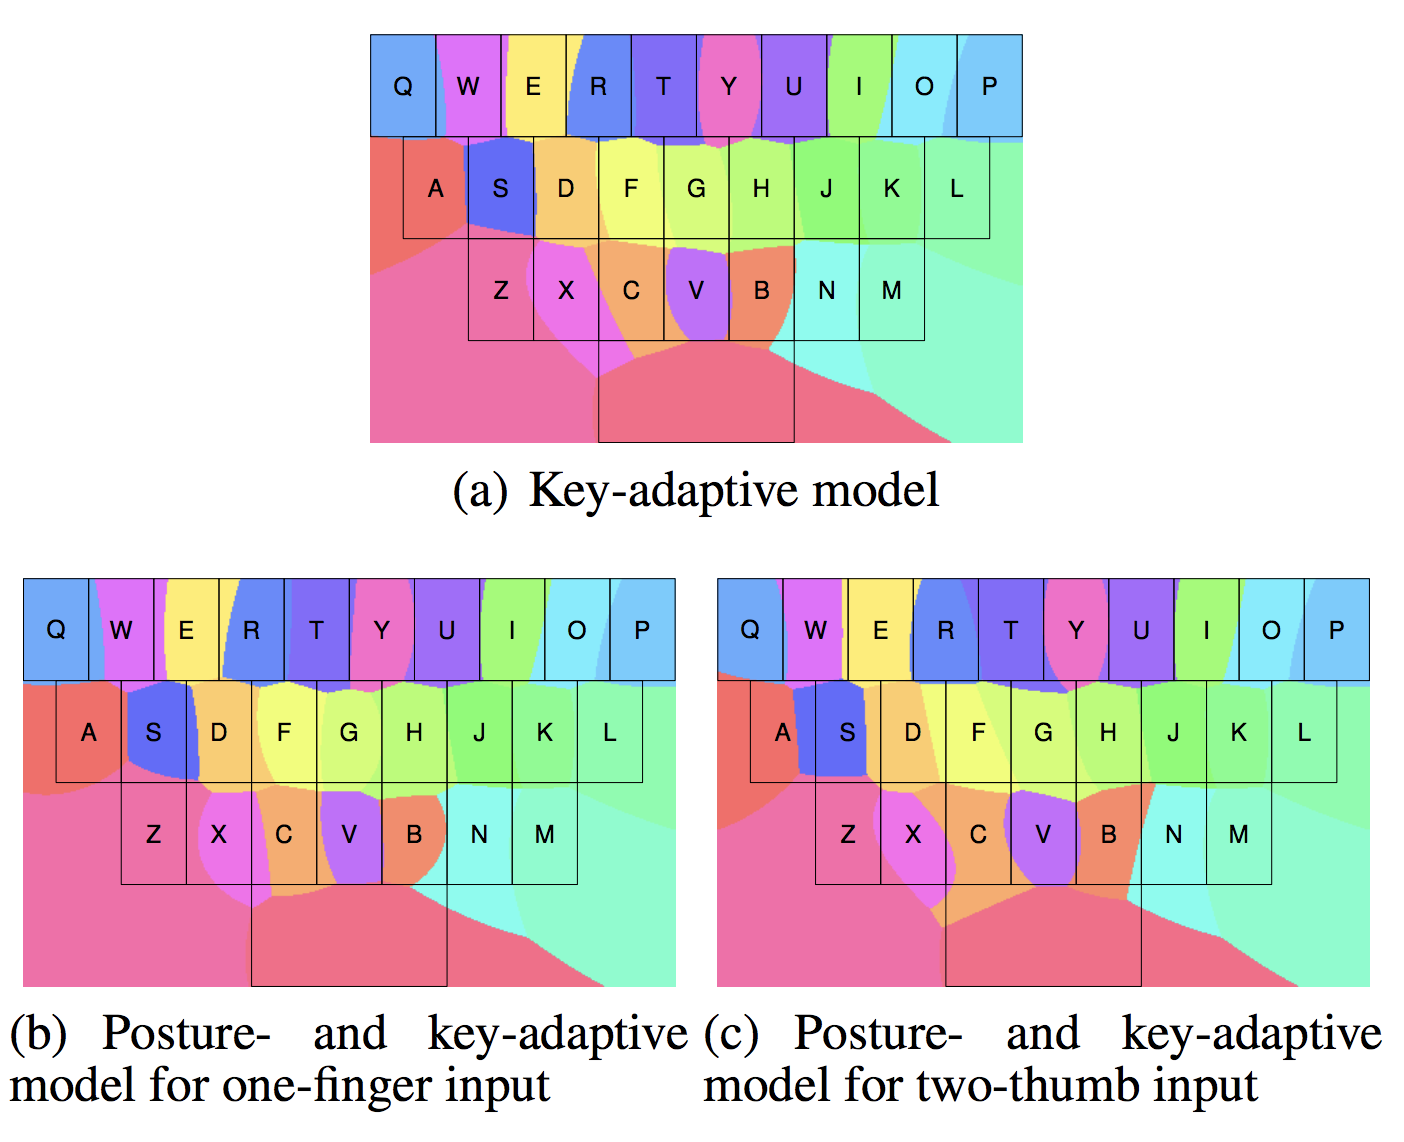 Q W E R T Y U I O P
A S D F G H J K L
Z X C V B N M
(a) Key-adaptive model
Q W E R T Y U I O P
A S D F G H J K L
Z X C V B N M
(b) Posture- and key-adaptive
model for one-finger input
Q W E R T Y U I O P
A S D F G H J K L
Z X C V B N M
(c) Posture- and key-adaptive
model for two-thumb input